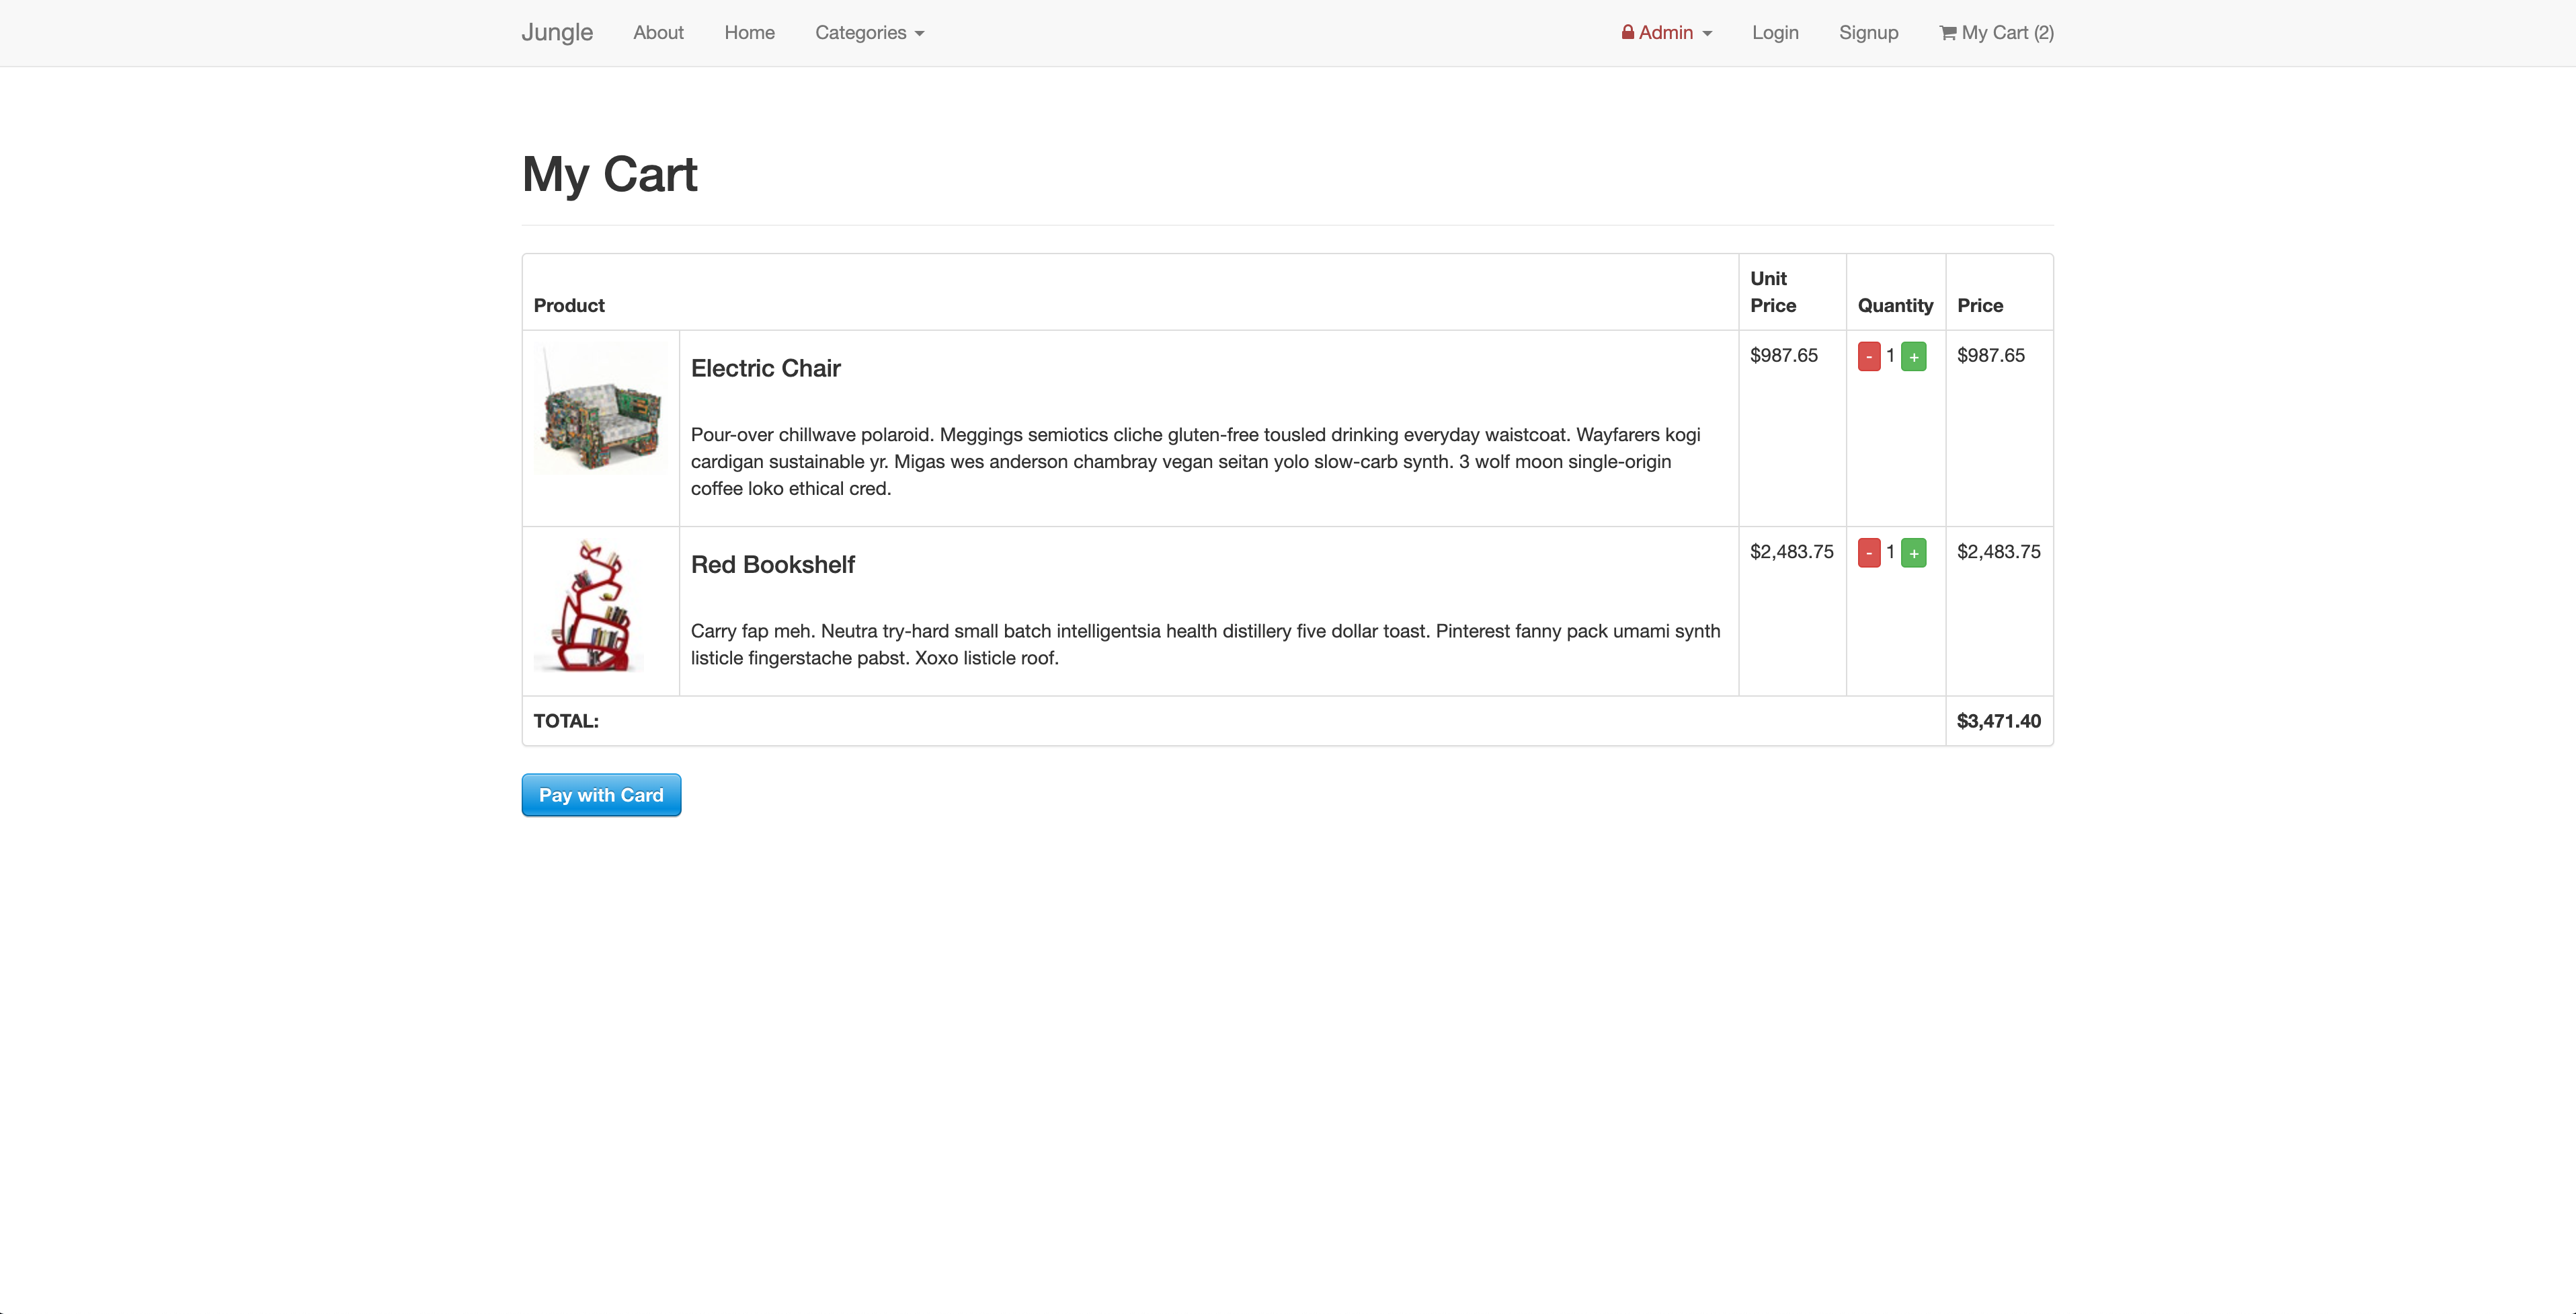 Jungle About Home Categories Admin Login Signup My Cart (2)
My Cart
Product Unit Price Quantity Price
Electric Chair $987.65 - 1 + $987.65
Pour-over chillwave polaroid. Meggings semiotics cliche gluten-free tousled drinking everyday waistcoat. Wayfarers kogi
cardigan sustainable yr. Migas wes anderson chambray vegan seitan yolo slow-carb synth. 3 wolf moon single-origin
coffee loko ethical cred.
Red Bookshelf $2,483.75 - 1 + $2,483.75
Carry fap meh. Neutra try-hard small batch intelligentsia health distillery five dollar toast. Pinterest fanny pack umami synth
listicle fingerstache pabst. Xoxo listicle roof.
TOTAL: $3,471.40
Pay with Card